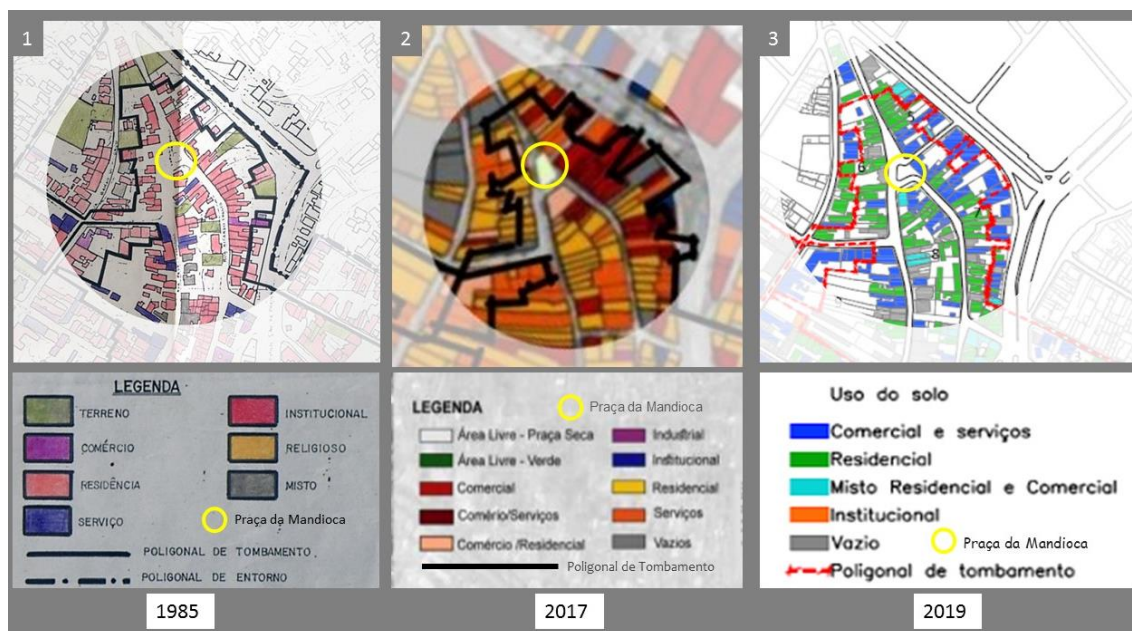 1
2
3
LEGENDA
TERRENO
COMÉRCIO
RESIDÊNCIA
SERVIÇO
INSTITUCIONAL
RELIGIOSO
MISTO
Praça da Mandioca
POLIGONAL DE TOMBAMENTO.
POLIGONAL DE ENTORNO
LEGENDA
Praça da Mandioca
Área Livre - Praça Seca
Área Livre - Verde
Comercial
Comério/Serviços
Comércio /Residencial
Industrial
Institucional
Residencial
Serviços
Vazios
Poligonal de Tombamento
Uso do solo
Comercial e serviços
Residencial
Misto Residencial e Comercial
Institucional
Vazio
Praça da Mandioca
Poligonal de tombamento
1985
2017
2019